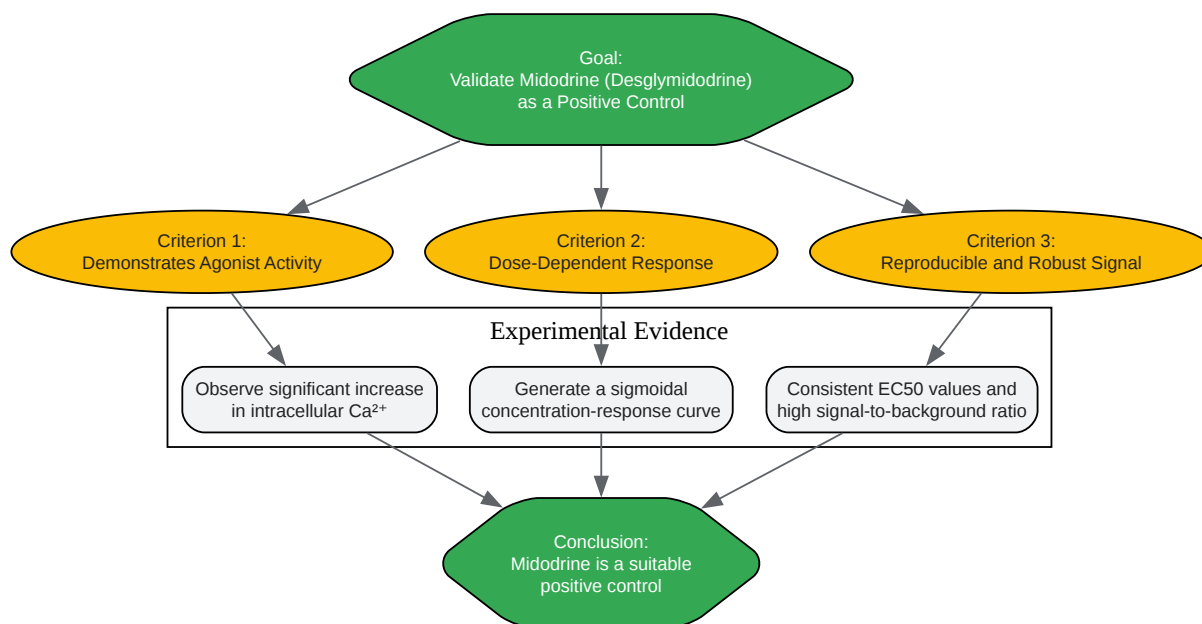 Goal:
Validate Midodrine (Desglymidodrine)
as a Positive Control
Criterion 1:
Demonstrates Agonist Activity
Criterion 2:
Dose-Dependent Response
Criterion 3:
Reproducible and Robust Signal
Experimental Evidence
Observe significant increase
in intracellular Ca²⁺
Generate a sigmoidal
concentration-response curve
Consistent EC50 values and
high signal-to-background ratio
Conclusion:
Midodrine is a suitable
positive control